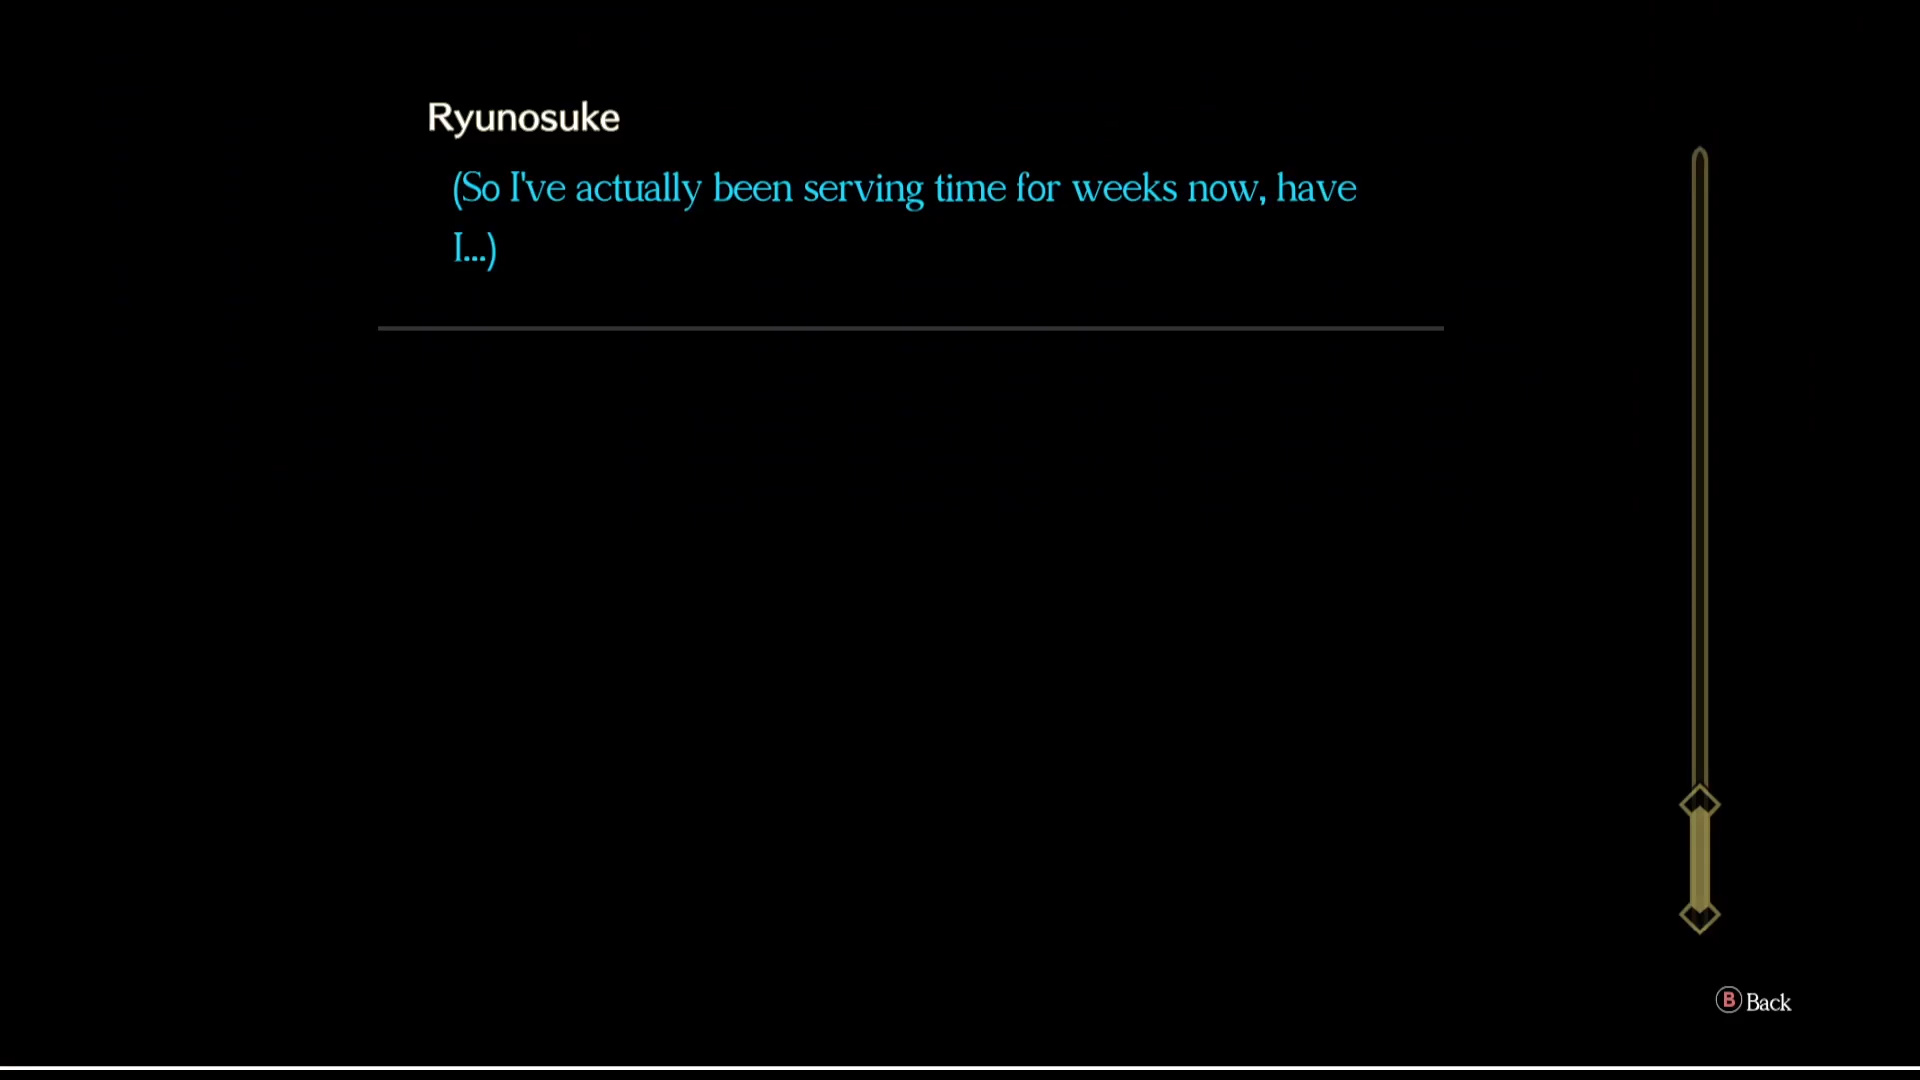 Ryunosuke
(So I've actually been serving time for weeks now, have
I...)
B Back